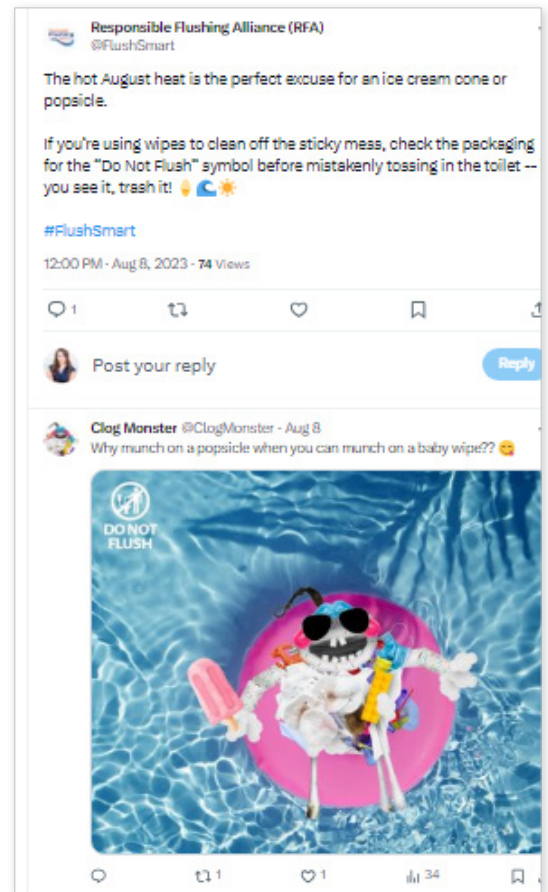 Responsible Flushing Alliance (RFA)
@FlushSmart
The hot August heat is the perfect excuse for an ice cream cone or
popsicle.
If you're using wipes to clean off the sticky mess, check the packaging
for the "Do Not Flush" symbol before mistakenly tossing in the toilet --
you see it, trash it! 🍦🌊☀️
#FlushSmart
12:00 PM · Aug 8, 2023 · 74 Views
1
Post your reply
Reply
Clog Monster @ClogMonster · Aug 8
Why munch on a popsicle when you can munch on a baby wipe?? 😋
DO NOT
FLUSH
1 1 34